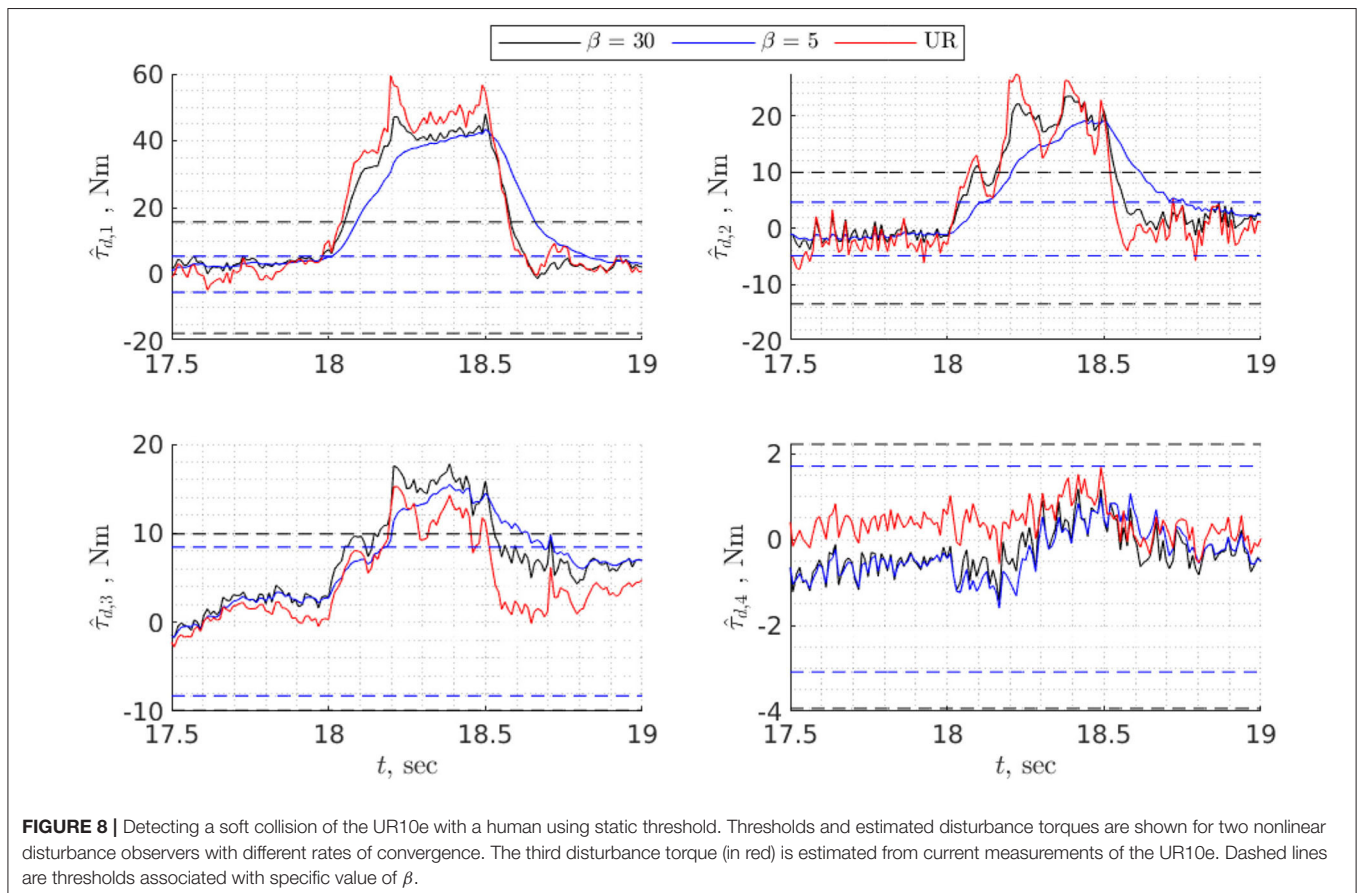 β = 30 β = 5 UR
60
40
20
0
-20
τ̂d,1 , Nm
17.5 18 18.5 19
20
10
0
-10
-20
τ̂d,2 , Nm
17.5 18 18.5 19
20
10
0
-10
τ̂d,3 , Nm
17.5 18 18.5 19
t, sec
2
0
-2
-4
τ̂d,4 , Nm
17.5 18 18.5 19
t, sec
FIGURE 8 | Detecting a soft collision of the UR10e with a human using static threshold. Thresholds and estimated disturbance torques are shown for two nonlinear
disturbance observers with different rates of convergence. The third disturbance torque (in red) is estimated from current measurements of the UR10e. Dashed lines
are thresholds associated with specific value of β.